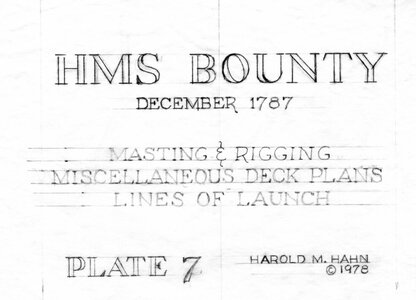 HMS BOUNTY
DECEMBER 1787
MASTING & RIGGING
MISCELLANEOUS DECK PLANS
LINES OF LAUNCH
PLATE 7
HAROLD M. HAHN
© 1978